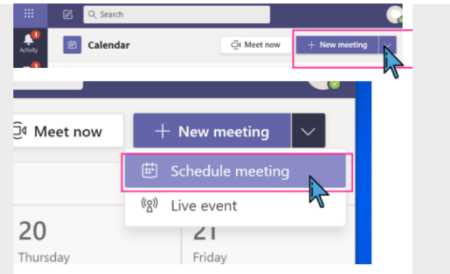 Search
Activity
Calendar
Meet now
+ New meeting
Meet now
+ New meeting
Schedule meeting
Live event
20
21
Thursday
Friday